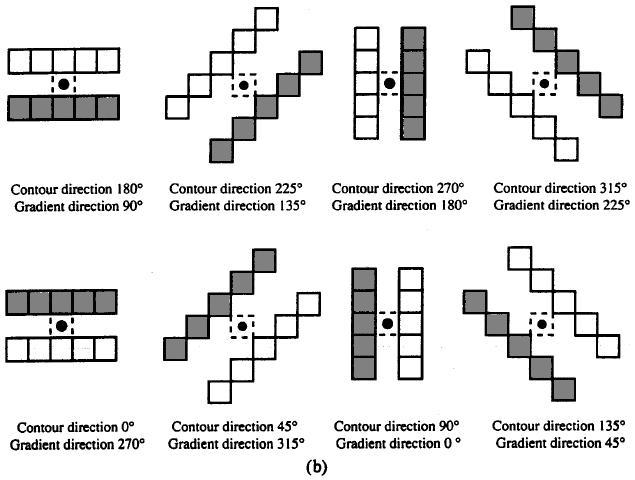 Contour direction 180°
Gradient direction 90°
Contour direction 225°
Gradient direction 135°
Contour direction 270°
Gradient direction 180°
Contour direction 315°
Gradient direction 225°
Contour direction 0°
Gradient direction 270°
Contour direction 45°
Gradient direction 315°
Contour direction 90°
Gradient direction 0 °
Contour direction 135°
Gradient direction 45°
(b)